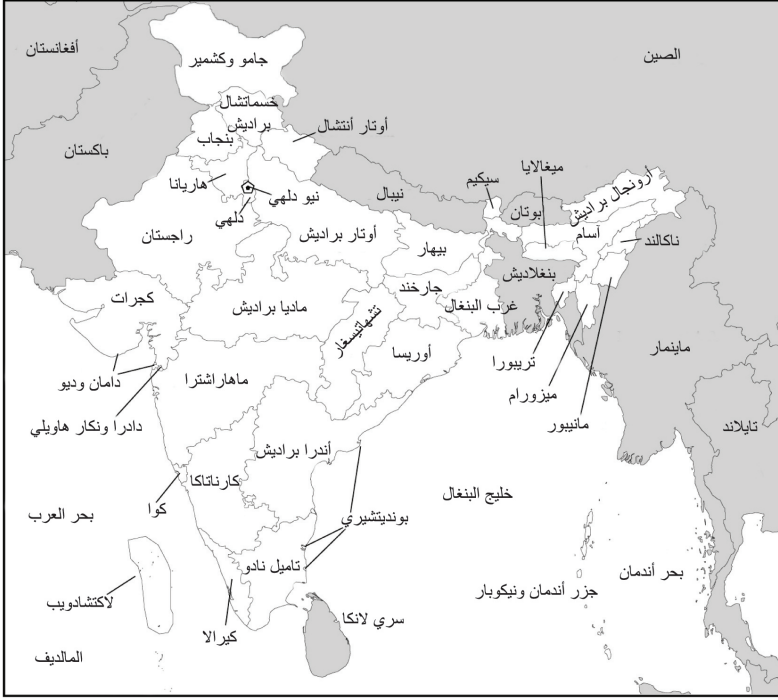 أفغانستان
الصين
جامو وكشمير
خسماتشال
براديش
أوتار أنتشال
بنجاب
باكستان
ميغالايا
هاريانا
نيو دلهي
نيبال
سيكيم
بوتان
أرونجال براديش
دلهي
آسام
ناكالند
راجستان
أوتار براديش
بيهار
بنغلاديش
جارخند
كجرات
ماديا براديش
غرب البنغال
تشهاتيسغار
أوريسا
تريبورا
ماينمار
دامان وديو
ماهاراشترا
ميزورام
دادرا ونكار هاويلي
مانيبور
تايلاند
أندرا براديش
كارناتاكا
خليج البنغال
كوا
بحر العرب
بونديتشيري
تاميل نادو
بحر أندمان
جزر أندمان ونيكوبار
لاكتشادويب
سري لانكا
كيرالا
المالديف